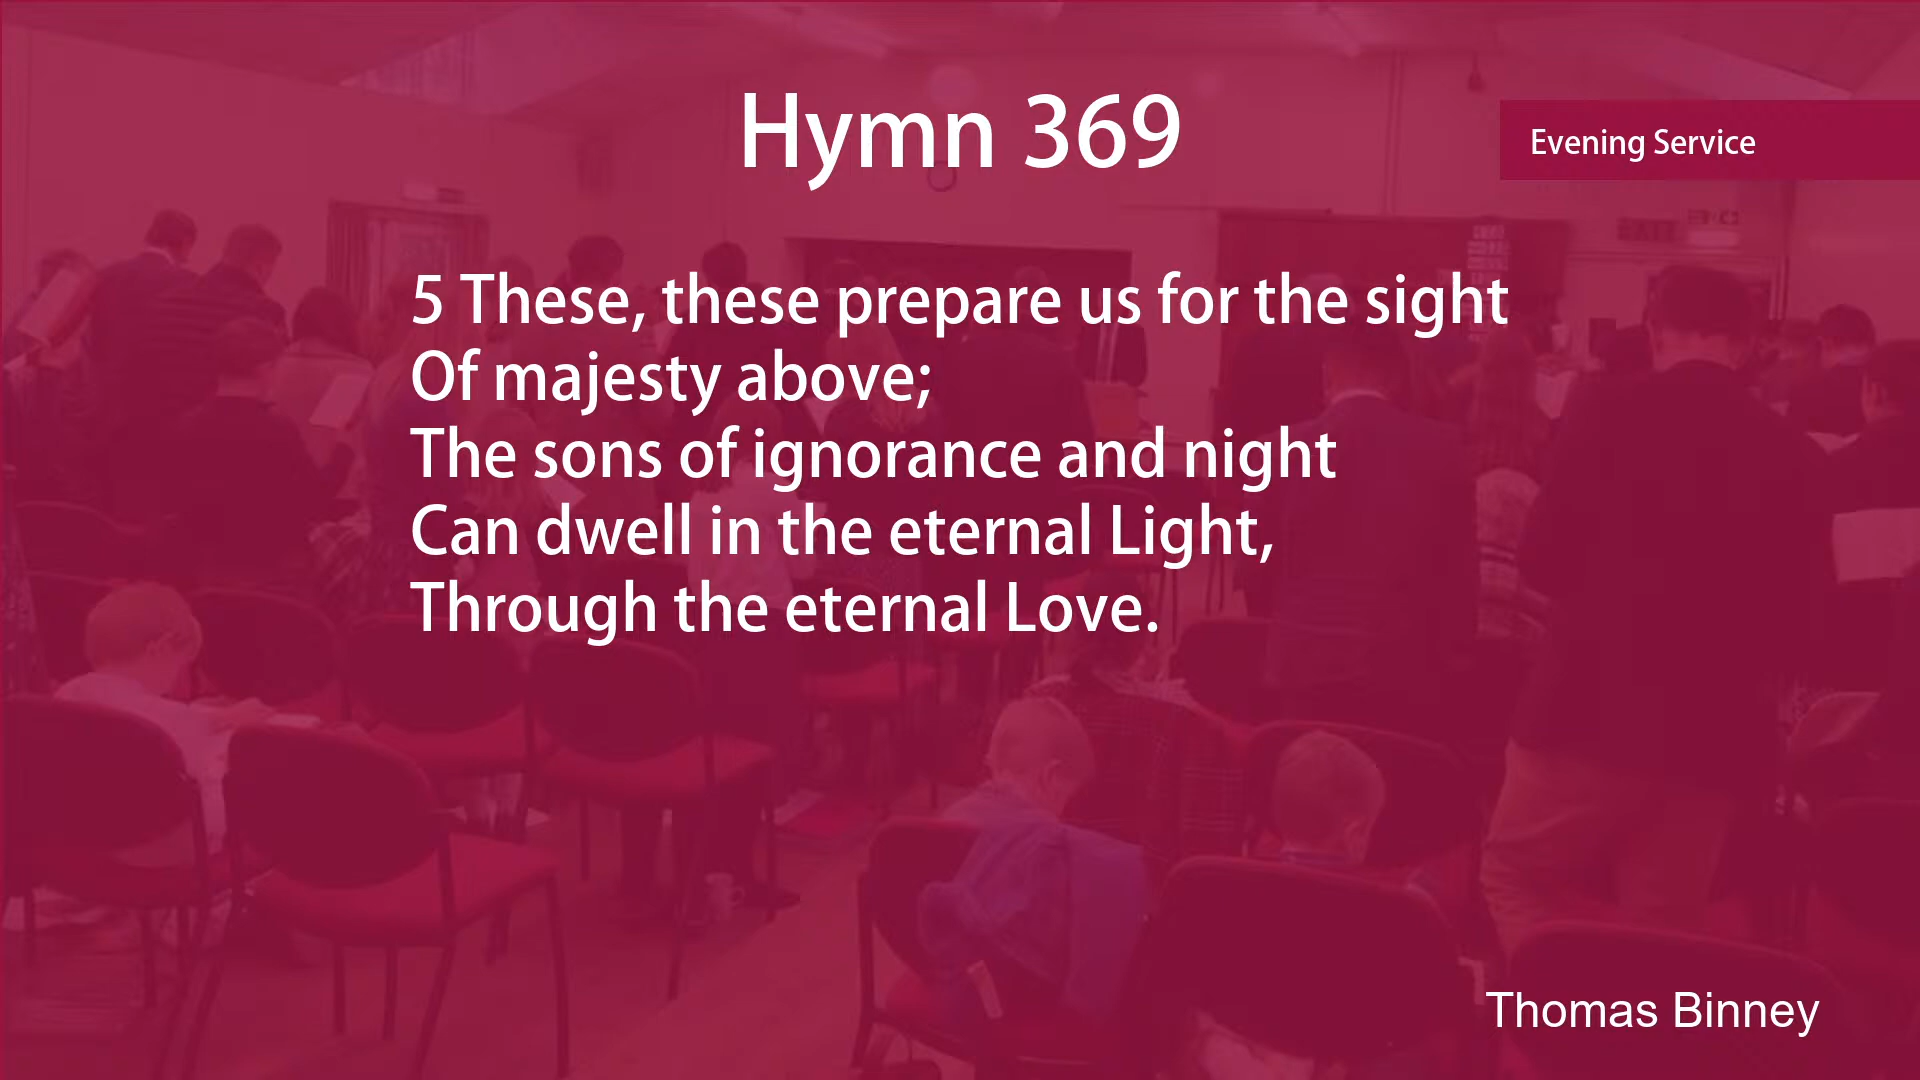 Hymn 369
Evening Service
5 These, these prepare us for the sight
Of majesty above;
The sons of ignorance and night
Can dwell in the eternal Light,
Through the eternal Love.
Thomas Binney